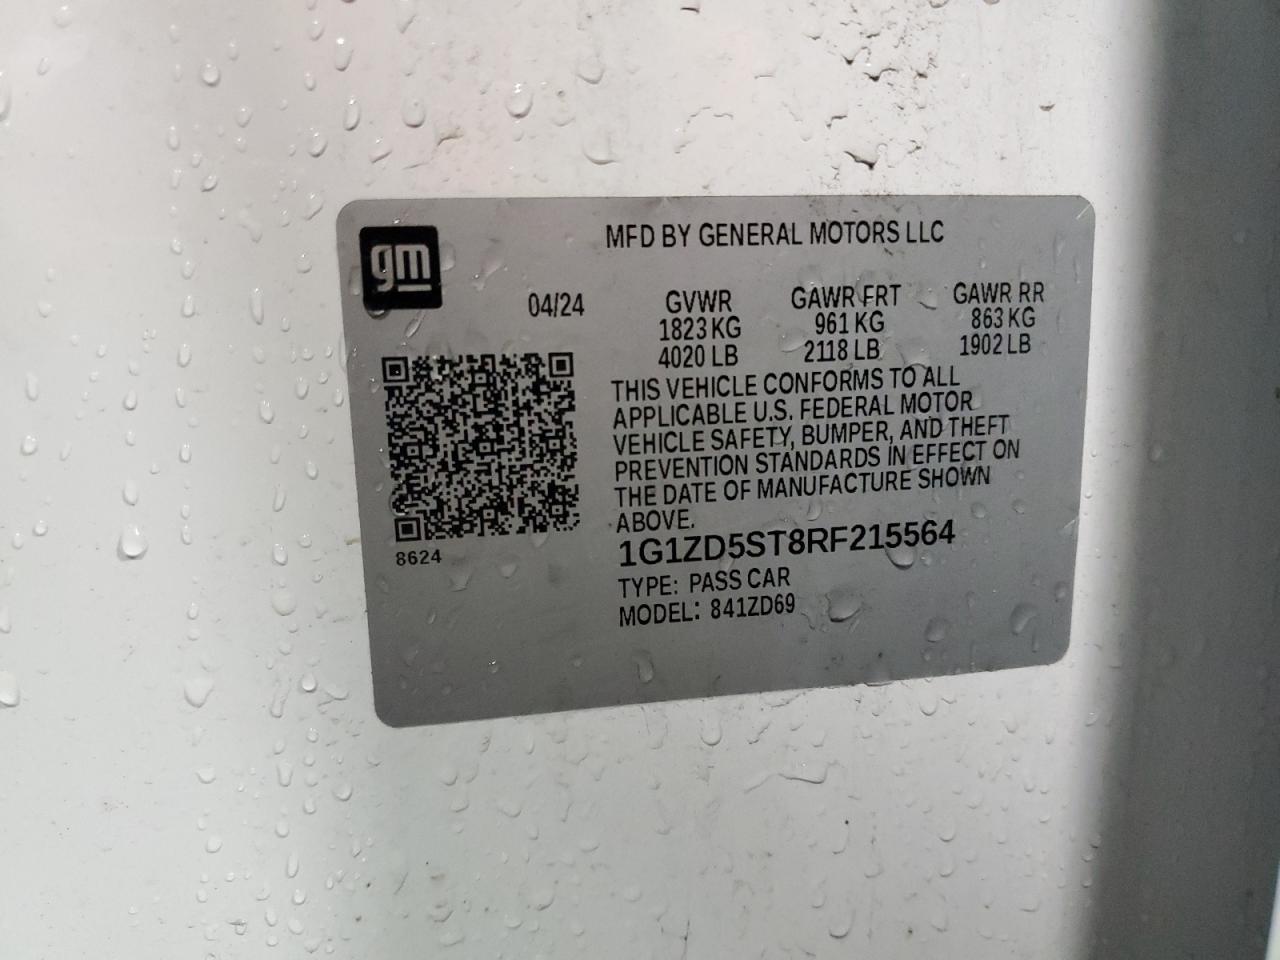 gm
MFD BY GENERAL MOTORS LLC
04/24
GVWR GAWR FRT GAWR RR
1823 KG 961 KG 863 KG
4020 LB 2118 LB 1902 LB
THIS VEHICLE CONFORMS TO ALL
APPLICABLE U.S. FEDERAL MOTOR
VEHICLE SAFETY, BUMPER, AND THEFT
PREVENTION STANDARDS IN EFFECT ON
THE DATE OF MANUFACTURE SHOWN
ABOVE.
8624
1G1ZD5ST8RF215564
TYPE: PASS CAR
MODEL: 841ZD69